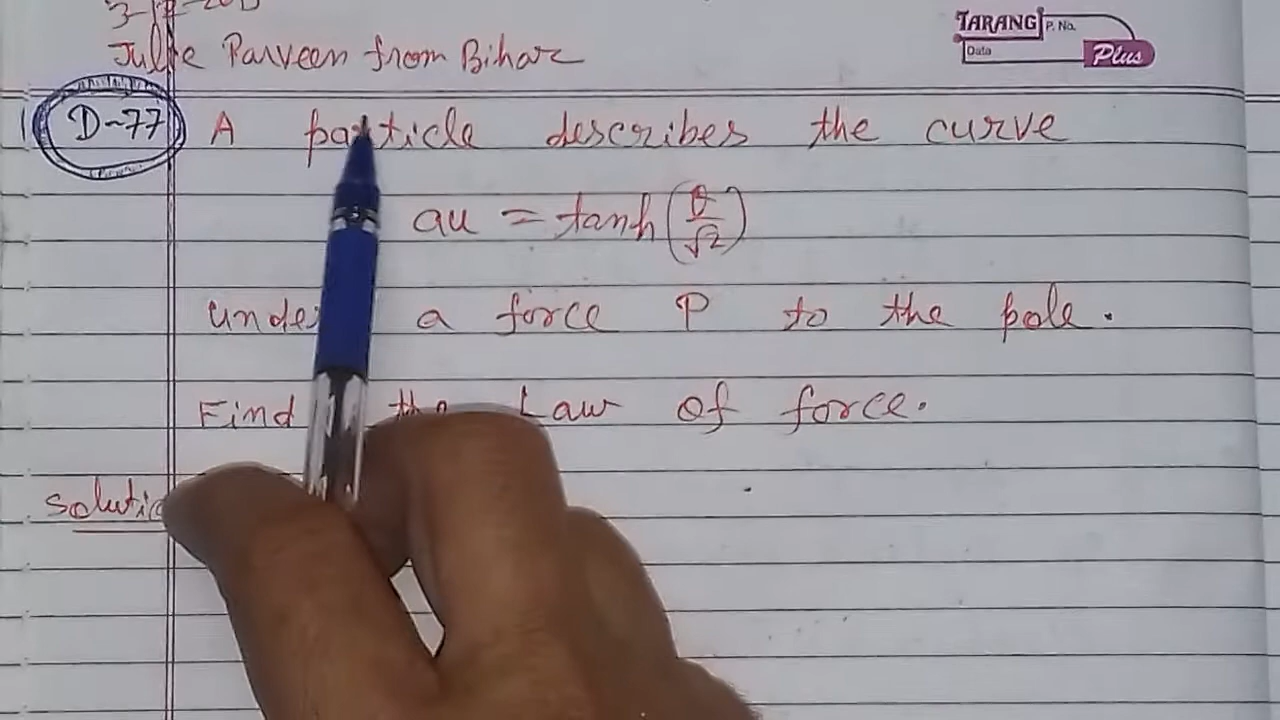 Julie Parveen from Bihar
TARANG P. No.
Data
Plus
D-77 A particle describes the curve
au = tanh(θ/√2)
under a force P to the pole.
Find the Law of force.